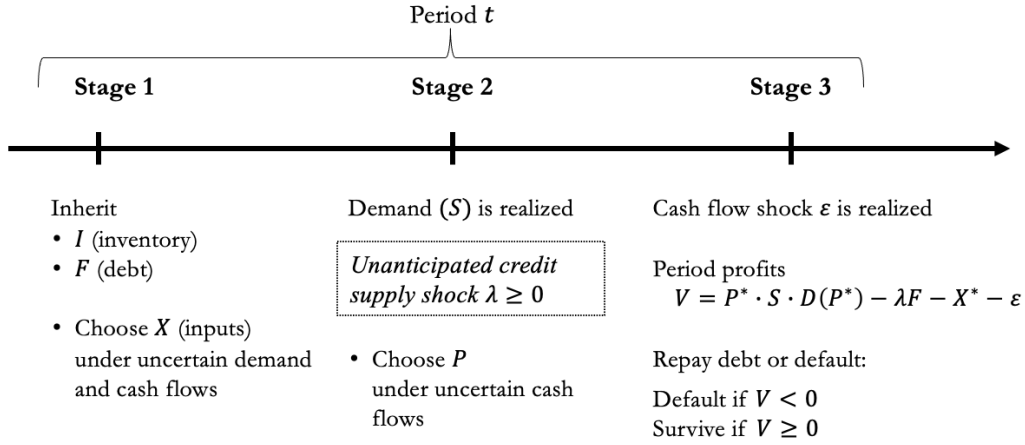 Period t
Stage 1
Stage 2
Stage 3
Inherit
• I (inventory)
• F (debt)
• Choose X (inputs)
under uncertain demand
and cash flows
Demand (S) is realized
Unanticipated credit
supply shock λ ≥ 0
• Choose P
under uncertain cash
flows
Cash flow shock ε is realized
Period profits
V = P* · S · D(P*) − λF − X* − ε
Repay debt or default:
Default if V < 0
Survive if V ≥ 0